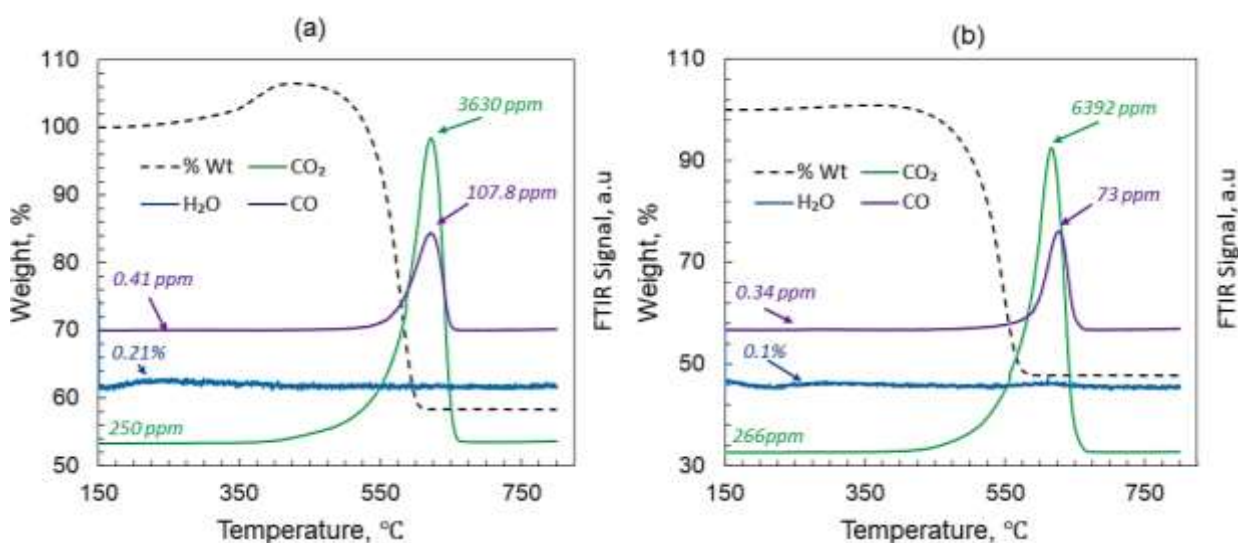 (a)
110
100
90
80
70
60
50
Weight, %
3630 ppm
% Wt
CO₂
H₂O
CO
107.8 ppm
0.41 ppm
0.21%
250 ppm
150
350
550
750
Temperature, °C
FTIR Signal, a.u
(b)
110
90
70
50
30
Weight, %
6392 ppm
% Wt
CO₂
H₂O
CO
73 ppm
0.34 ppm
0.1%
266ppm
150
350
550
750
Temperature, °C
FTIR Signal, a.u